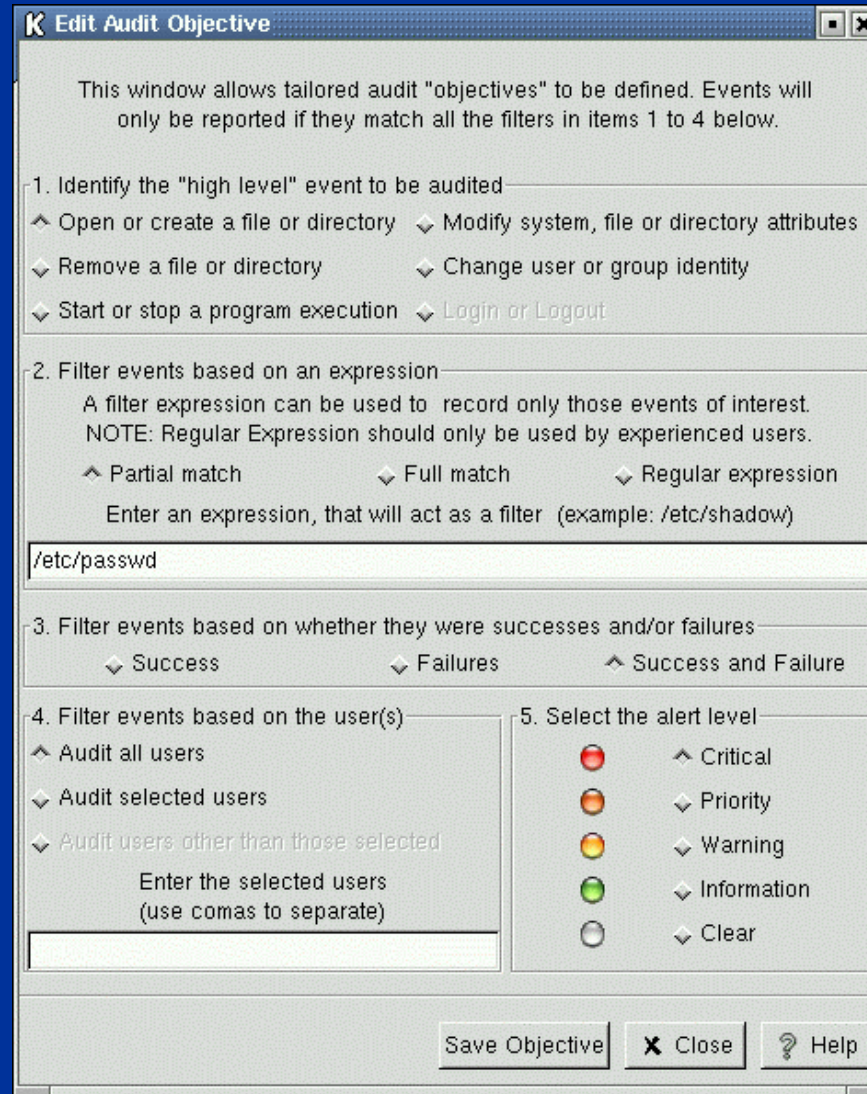 Edit Audit Objective
This window allows tailored audit "objectives" to be defined. Events will
only be reported if they match all the filters in items 1 to 4 below.
1. Identify the "high level" event to be audited
Open or create a file or directory Modify system, file or directory attributes
Remove a file or directory Change user or group identity
Start or stop a program execution Login or Logout
2. Filter events based on an expression
A filter expression can be used to record only those events of interest.
NOTE: Regular Expression should only be used by experienced users.
Partial match Full match Regular expression
Enter an expression, that will act as a filter (example: /etc/shadow)
/etc/passwd
3. Filter events based on whether they were successes and/or failures
Success Failures Success and Failure
4. Filter events based on the user(s)
Audit all users
Audit selected users
Audit users other than those selected
Enter the selected users
(use comas to separate)
5. Select the alert level
Critical
Priority
Warning
Information
Clear
Save Objective Close Help